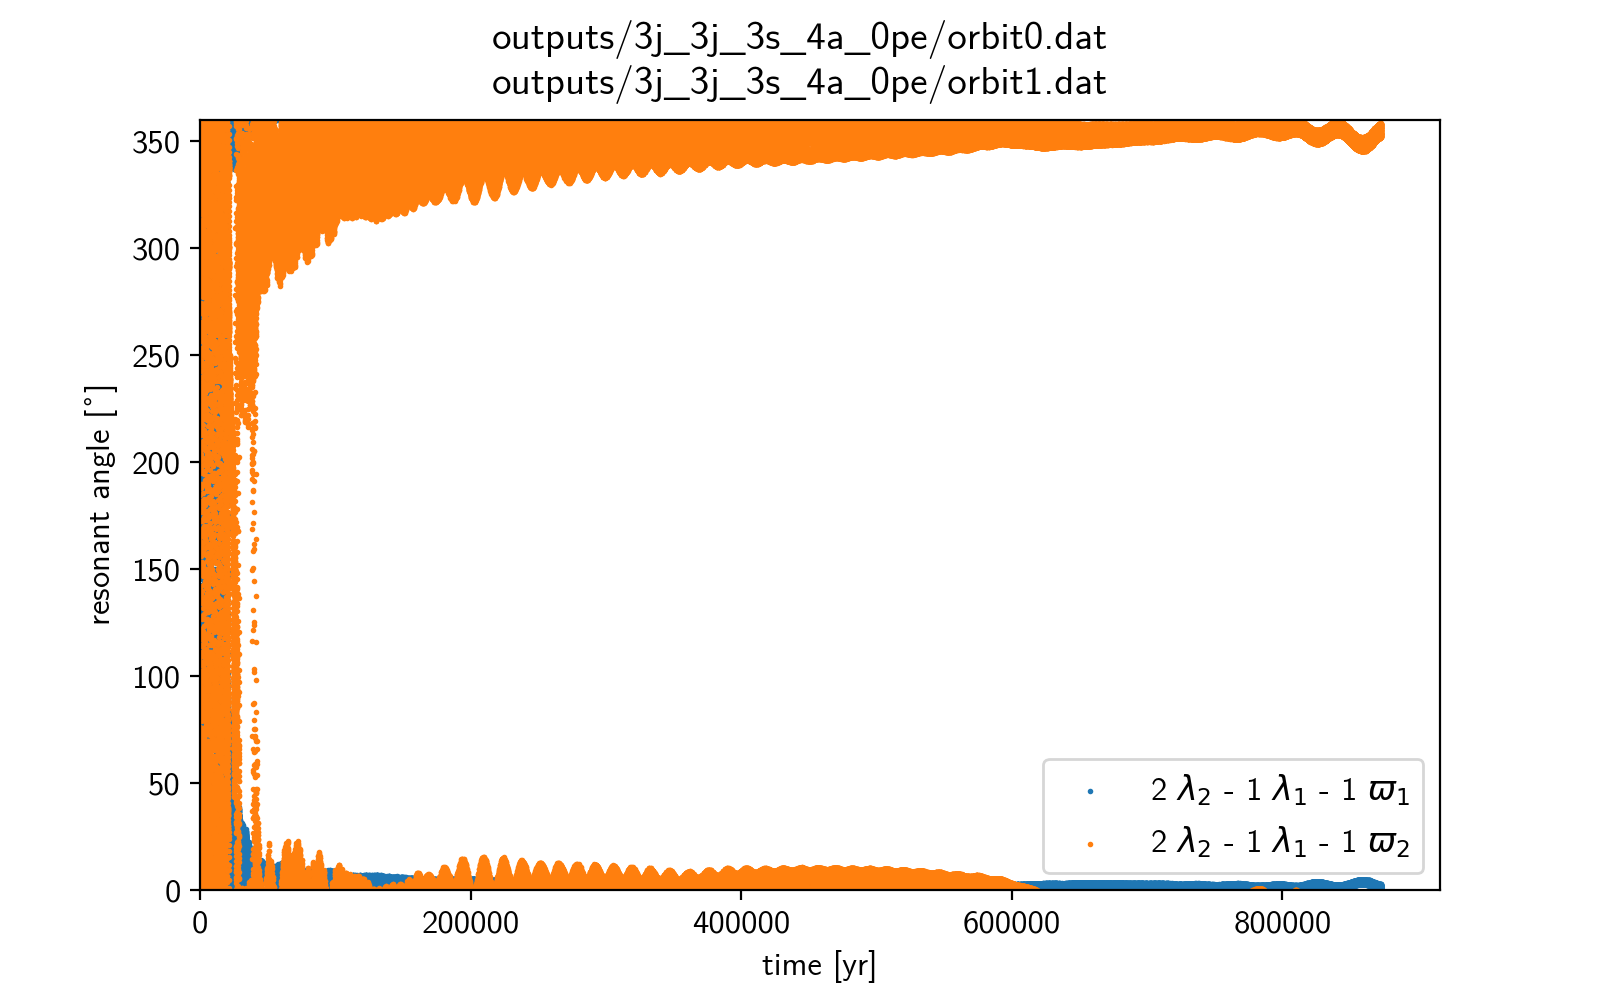 outputs/3j_3j_3s_4a_0pe/orbit0.dat
outputs/3j_3j_3s_4a_0pe/orbit1.dat
350
300
250
200
150
100
50
0
resonant angle [°]
2 λ₂ - 1 λ₁ - 1 ϖ₁
2 λ₂ - 1 λ₁ - 1 ϖ₂
0 200000 400000 600000 800000
time [yr]